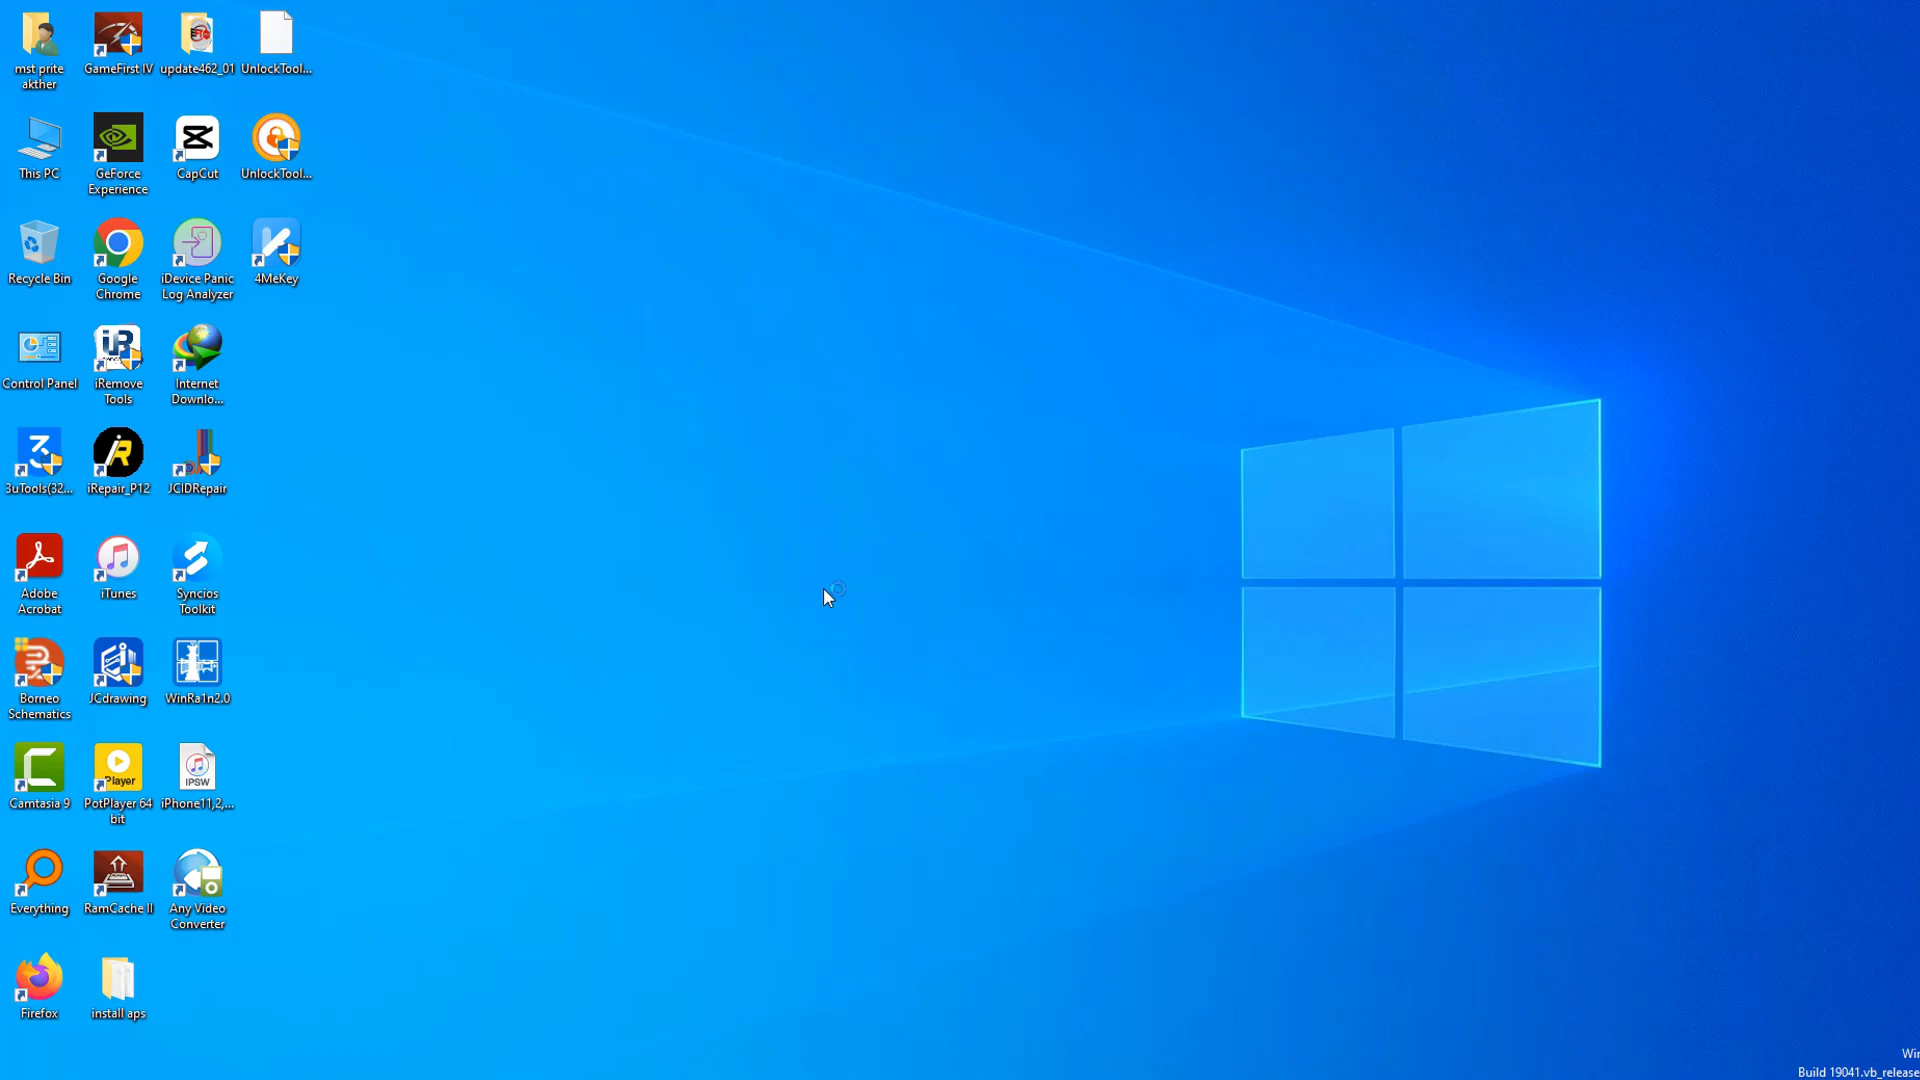 mst prite
akther
GameFirst IV
update462_01
UnlockTool...
This PC
GeForce
Experience
CapCut
UnlockTool...
Recycle Bin
Google
Chrome
iDevice Panic
Log Analyzer
4MeKey
Control Panel
iRemove
Tools
Internet
Downlo...
3uTools(32...
iRepair_P12
JCIDRepair
Adobe
Acrobat
iTunes
Syncios
Toolkit
Borneo
Schematics
JCdrawing
WinRa1n2.0
Camtasia 9
Player
PotPlayer 64
bit
IPSW
iPhone11,2,...
Everything
RamCache II
Any Video
Converter
Firefox
install aps
Build 19041.vb_release